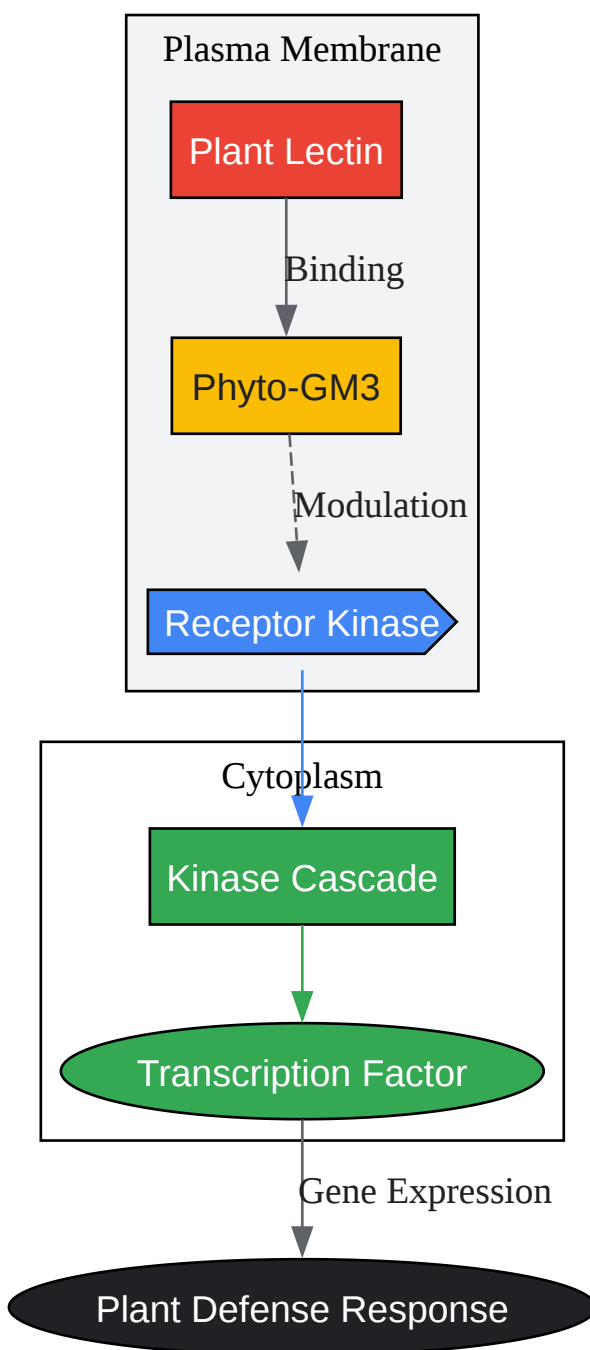 Plasma Membrane
Plant Lectin
Binding
Phyto-GM3
Modulation
Receptor Kinase
Cytoplasm
Kinase Cascade
Transcription Factor
Gene Expression
Plant Defense Response